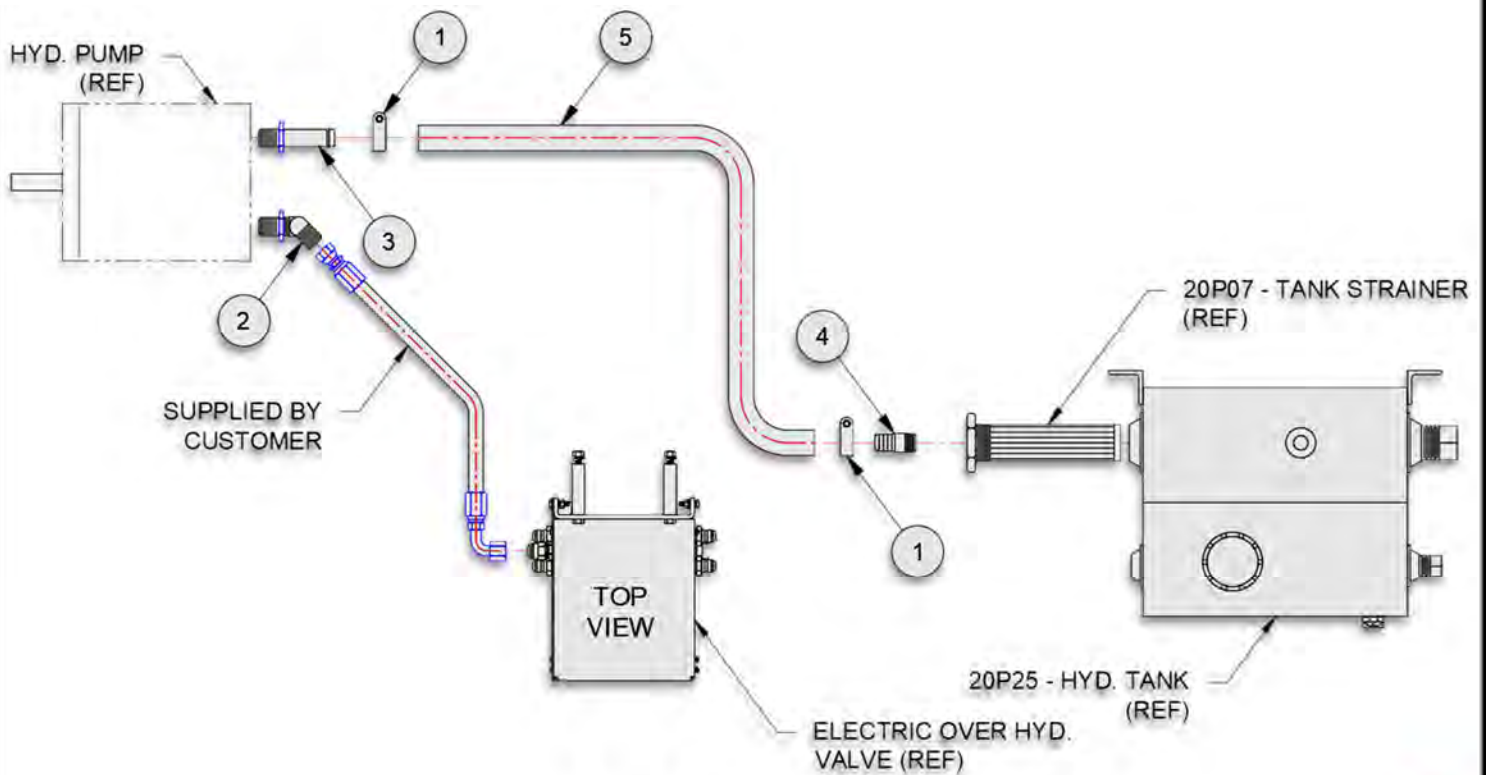 HYD. PUMP
(REF)
1
5
3
2
SUPPLIED BY
CUSTOMER
4
20P07 - TANK STRAINER
(REF)
1
TOP
VIEW
20P25 - HYD. TANK
(REF)
ELECTRIC OVER HYD.
VALVE (REF)